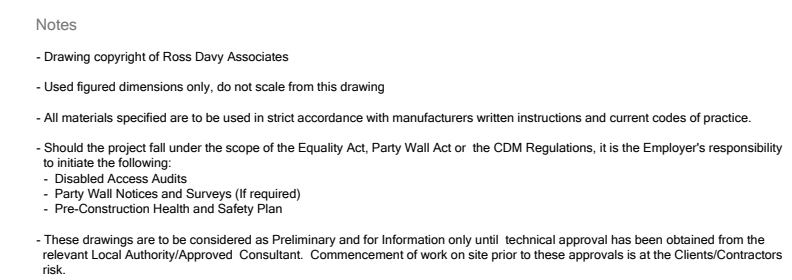 Notes
- Drawing copyright of Ross Davy Associates
- Used figured dimensions only, do not scale from this drawing
- All materials specified are to be used in strict accordance with manufacturers written instructions and current codes of practice.
- Should the project fall under the scope of the Equality Act, Party Wall Act or the CDM Regulations, it is the Employer's responsibility
to initiate the following:
- Disabled Access Audits
- Party Wall Notices and Surveys (If required)
- Pre-Construction Health and Safety Plan
- These drawings are to be considered as Preliminary and for Information only until technical approval has been obtained from the
relevant Local Authority/Approved Consultant. Commencement of work on site prior to these approvals is at the Clients/Contractors
risk.